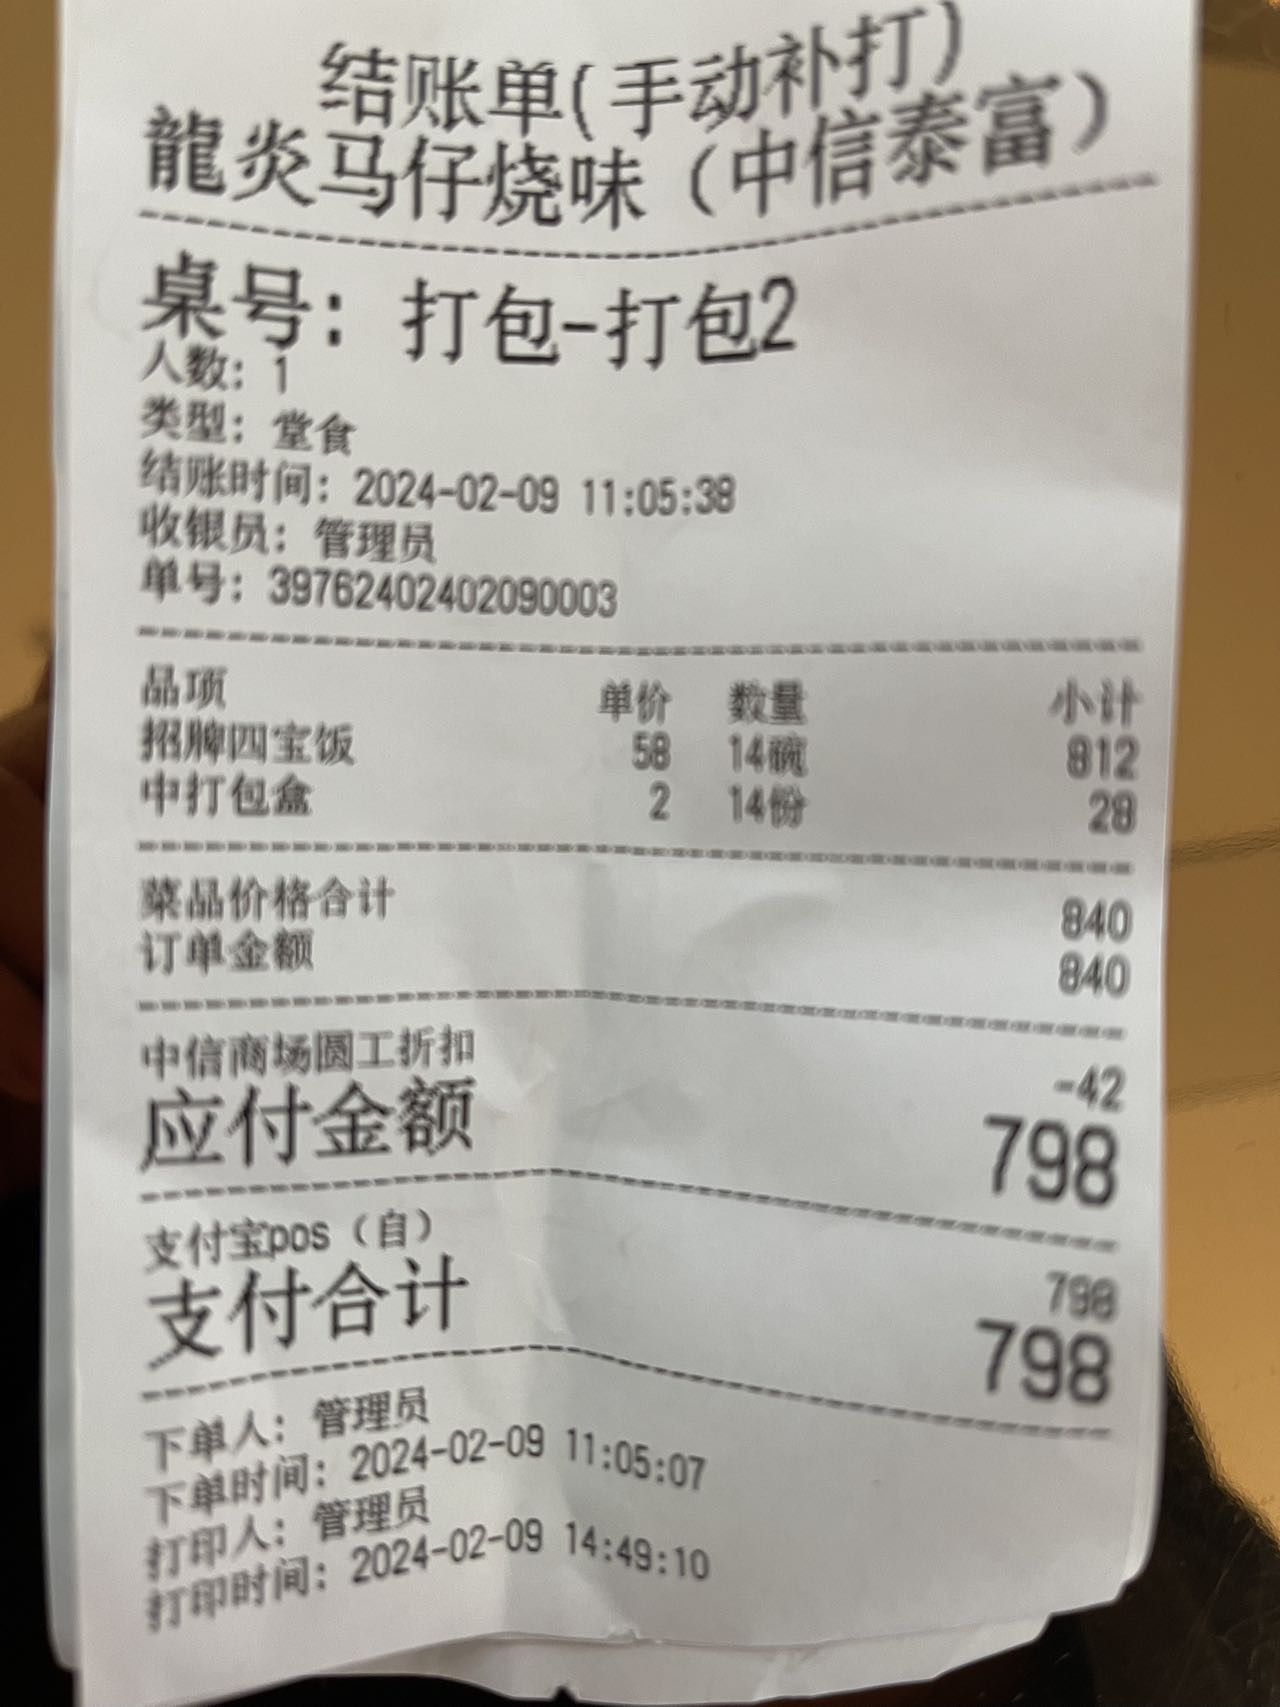 结账单(手动补打)
龍炎马仔烧味（中信泰富）
桌号：打包-打包2
人数：1
类型：堂食
结账时间：2024-02-09 11:05:38
收银员：管理员
单号：39762402402090003
品项 单价 数量 小计
招牌四宝饭 58 14碗 812
中打包盒 2 14份 28
菜品价格合计 840
订单金额 840
中信商场圆工折扣 -42
应付金额 798
支付宝pos（自） 798
支付合计 798
下单人：管理员
下单时间：2024-02-09 11:05:07
打印人：管理员
打印时间：2024-02-09 14:49:10